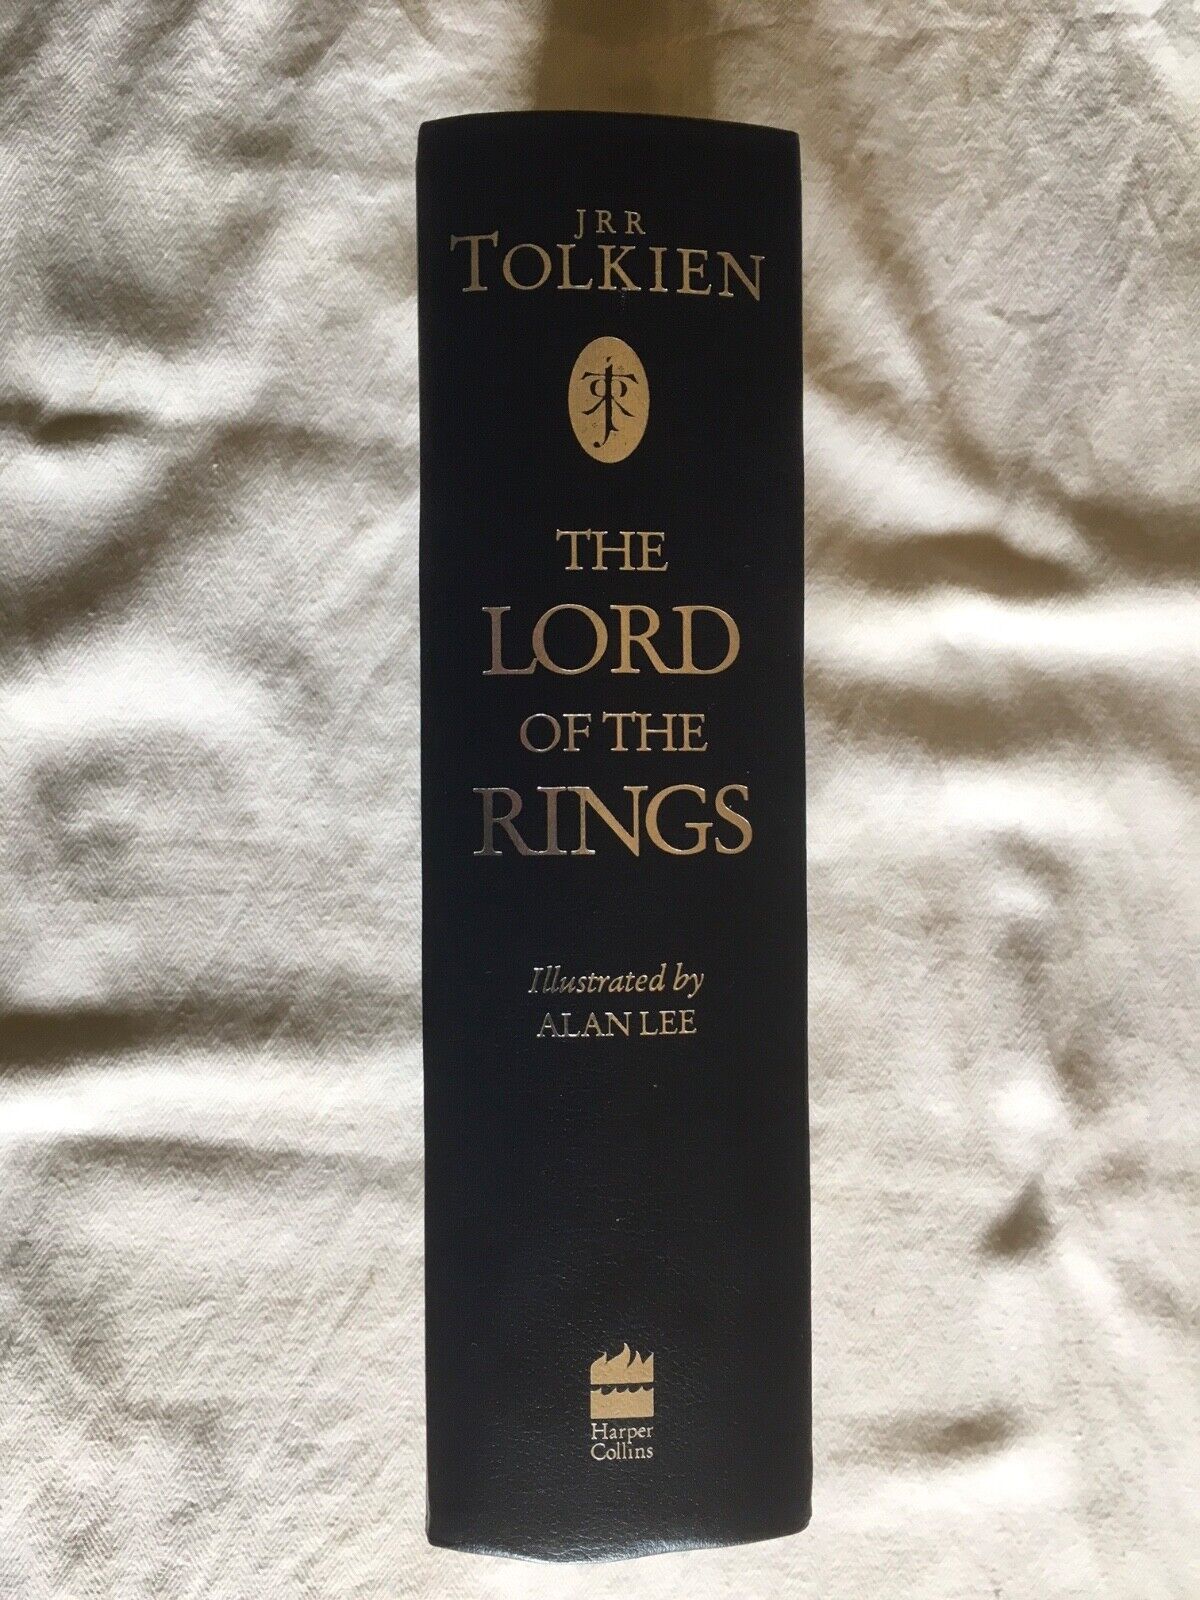 JRR
TOLKIEN
THE
LORD
OF THE
RINGS
Illustrated by
ALAN LEE
Harper
Collins